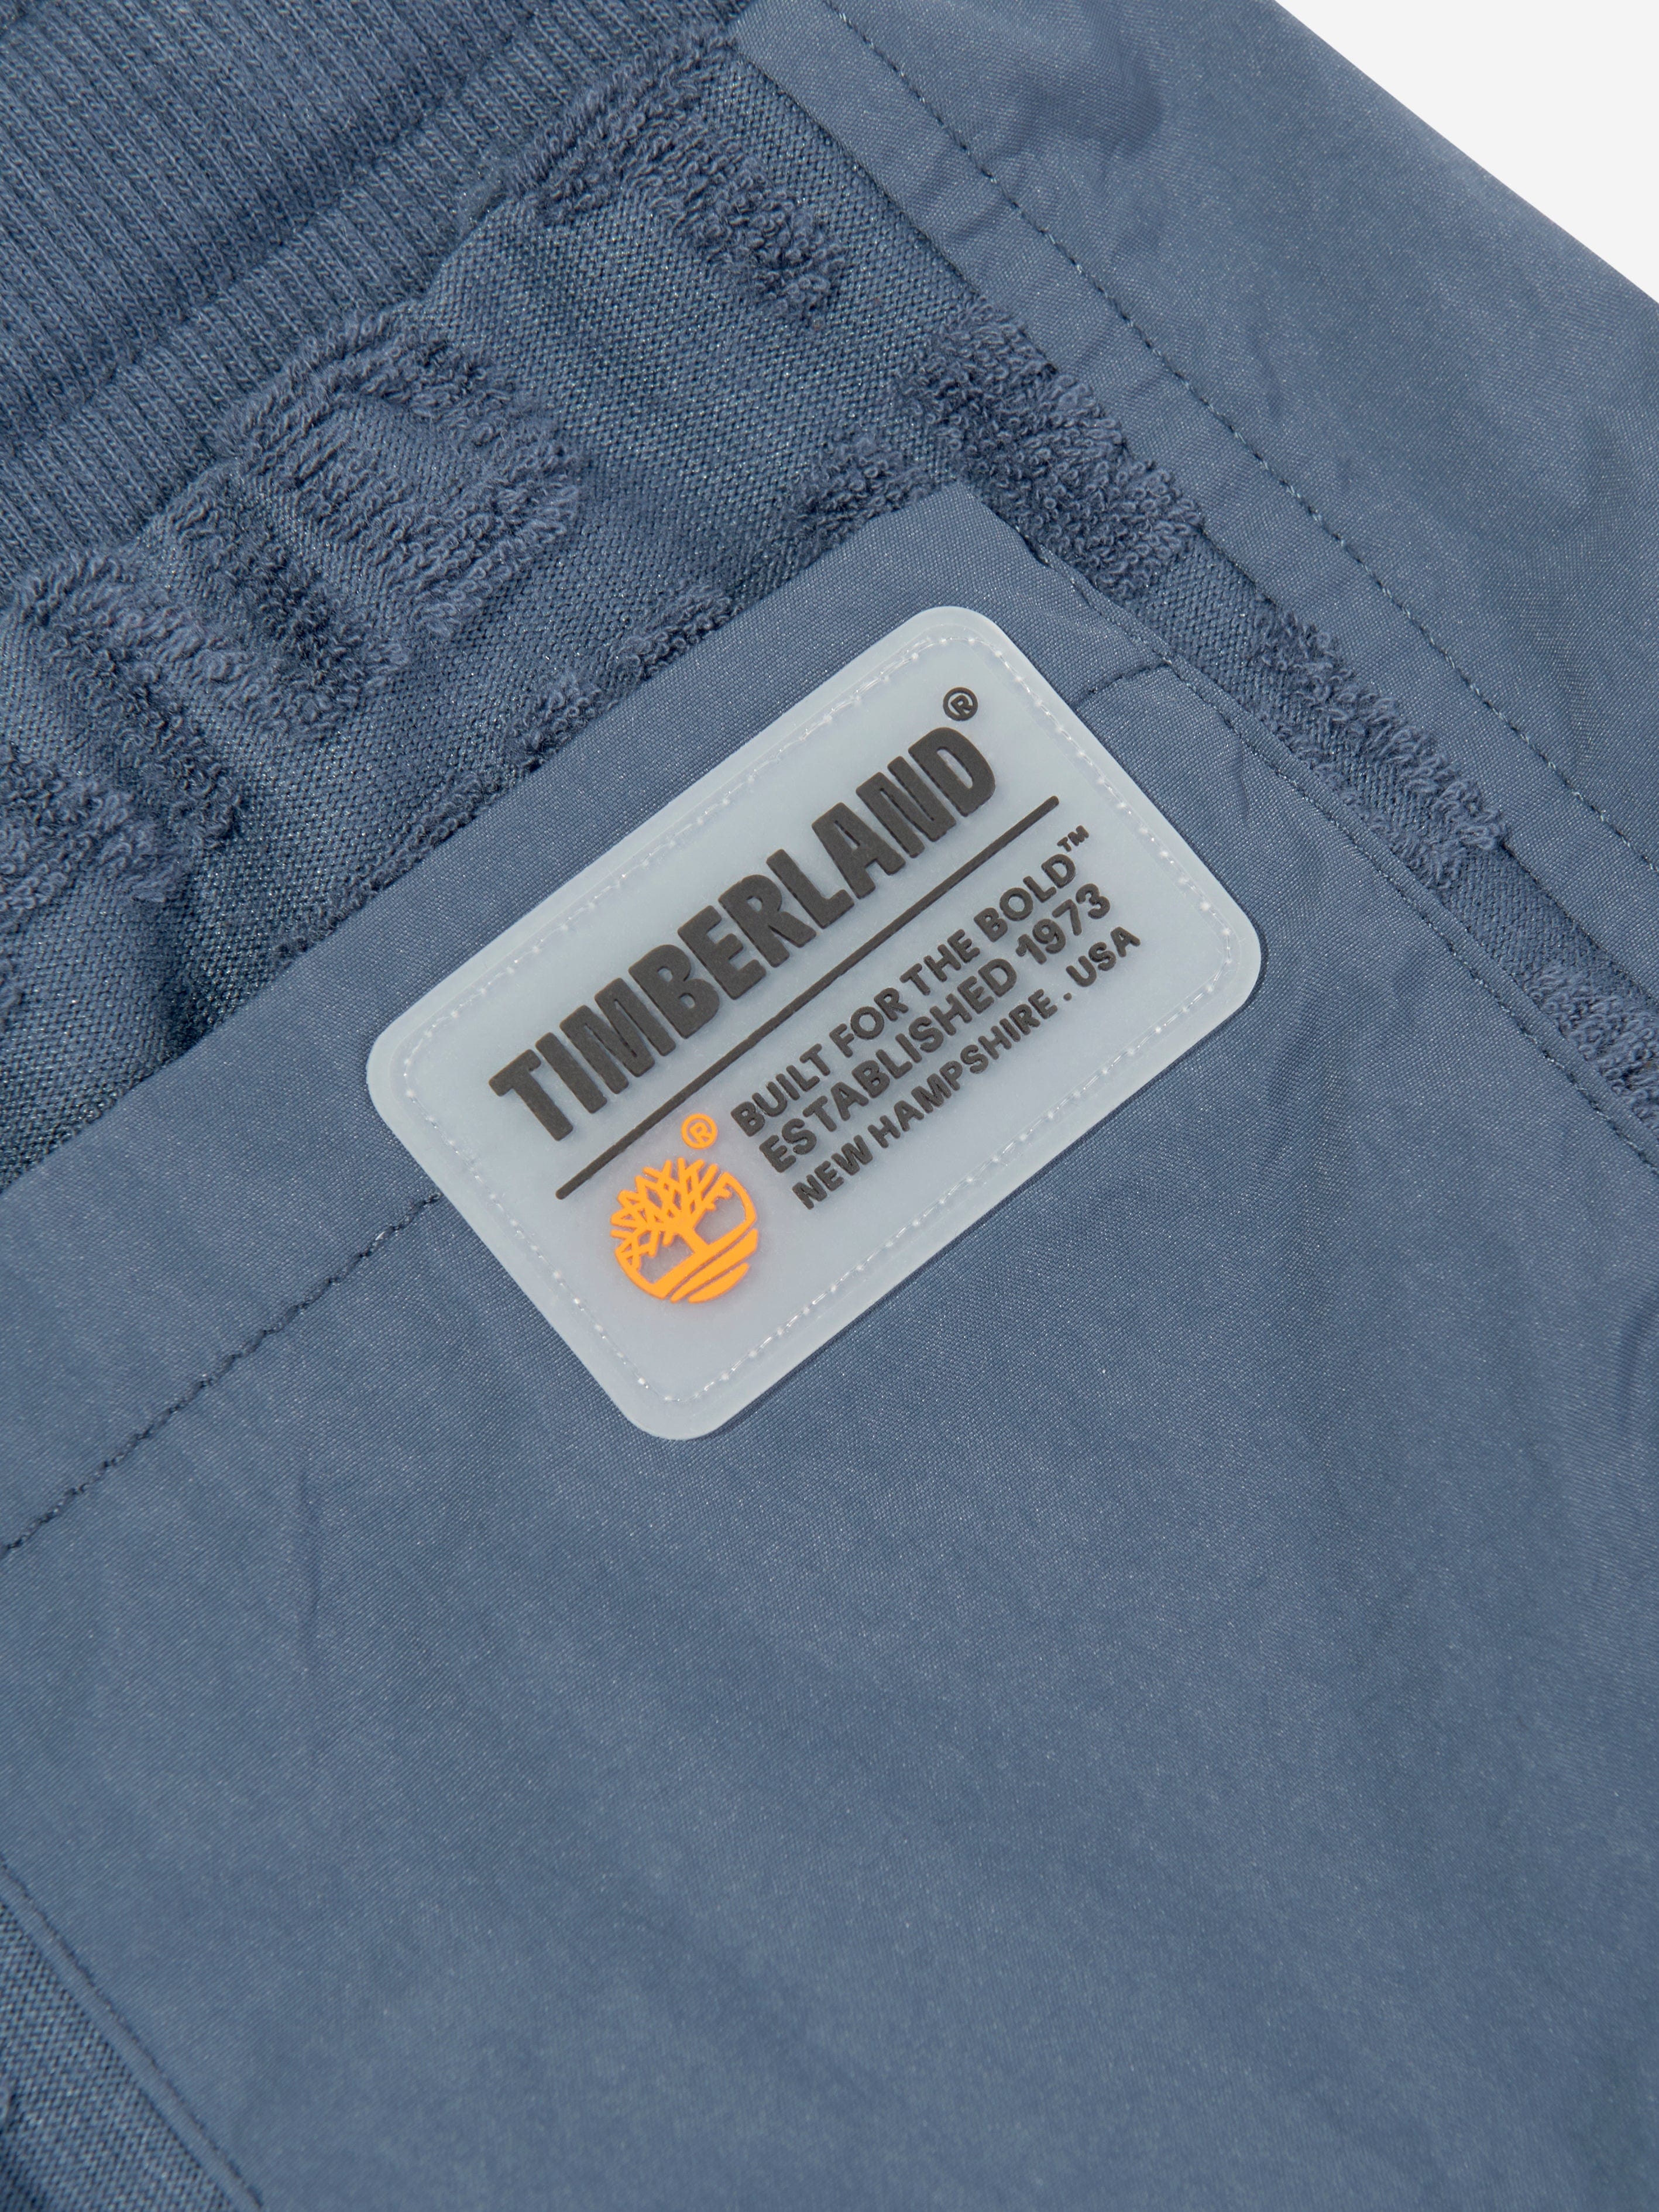 TIMBERLAND®
®
BUILT FOR THE BOLD™
ESTABLISHED 1973
NEW HAMPSHIRE . USA